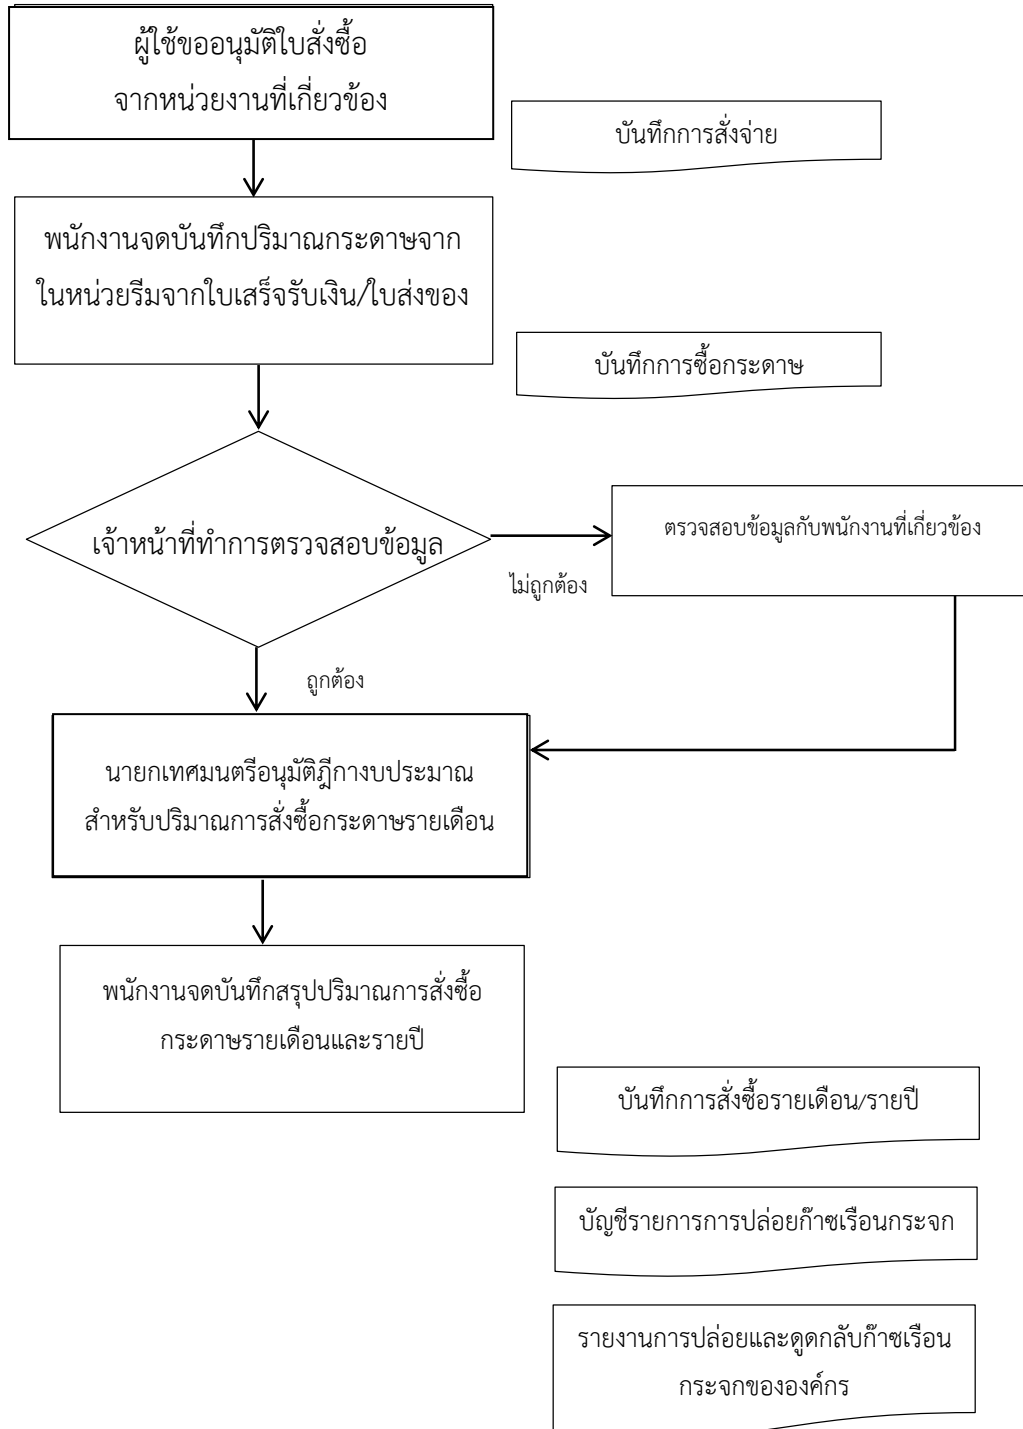 ผู้ใช้ขออนุมัติใบสั่งซื้อ
จากหน่วยงานที่เกี่ยวข้อง
บันทึกการสั่งจ่าย
พนักงานจดบันทึกปริมาณกระดาษจาก
ในหน่วยรีมจากใบเสร็จรับเงิน/ใบส่งของ
บันทึกการซื้อกระดาษ
เจ้าหน้าที่ทำการตรวจสอบข้อมูล
ตรวจสอบข้อมูลกับพนักงานที่เกี่ยวข้อง
ไม่ถูกต้อง
ถูกต้อง
นายกเทศมนตรีอนุมัติฎีกางบประมาณ
สำหรับปริมาณการสั่งซื้อกระดาษรายเดือน
พนักงานจดบันทึกสรุปปริมาณการสั่งซื้อ
กระดาษรายเดือนและรายปี
บันทึกการสั่งซื้อรายเดือน/รายปี
บัญชีรายการการปล่อยก๊าซเรือนกระจก
รายงานการปล่อยและดูดกลับก๊าซเรือน
กระจกขององค์กร